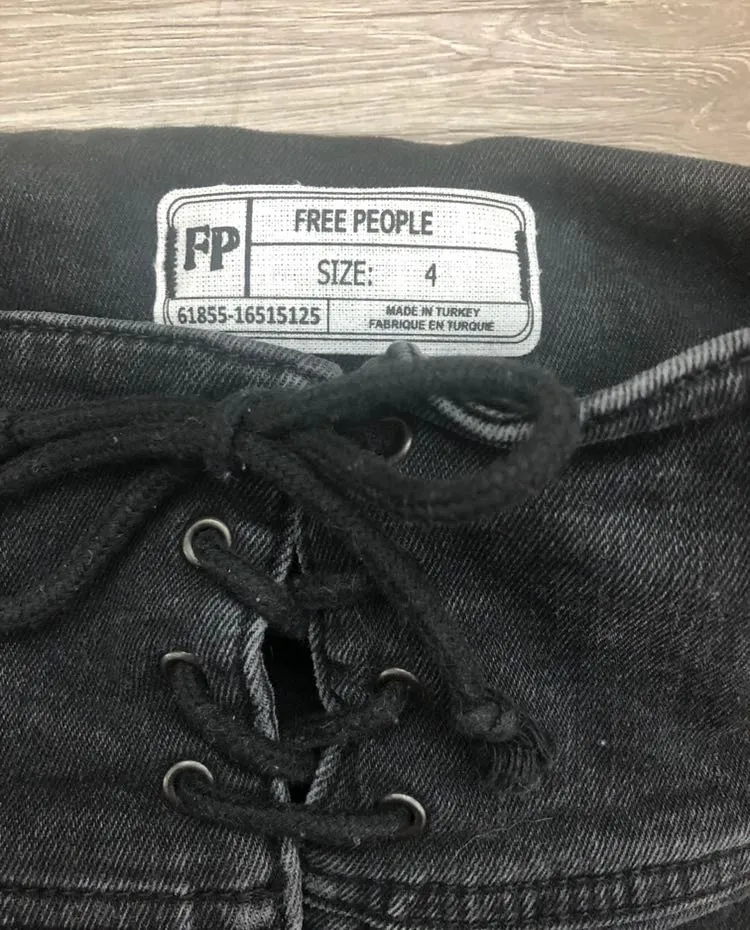 FP
FREE PEOPLE
SIZE: 4
61855-16515125
MADE IN TURKEY
FABRIQUE EN TURQUIE